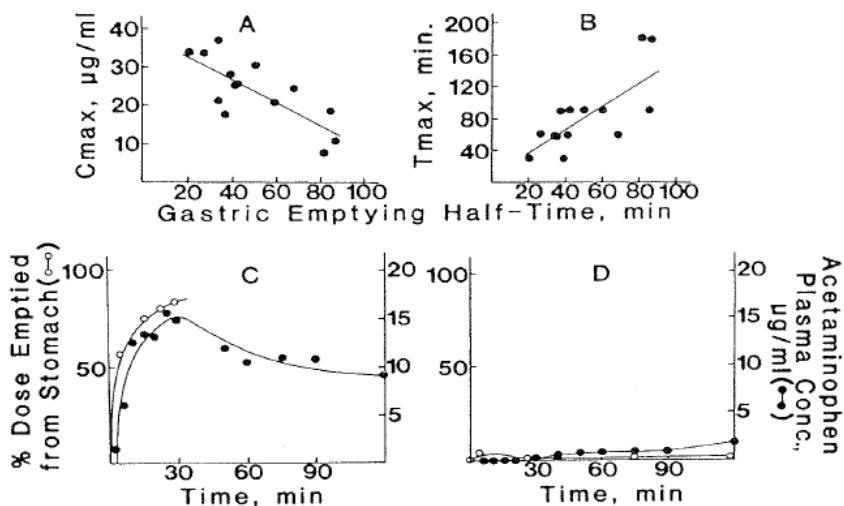 A
B
Cmax, μg/ml
40
30
20
10
20 40 60 80 100
Tmax, min.
200
160
120
80
40
20 40 60 80 100
Gastric Emptying Half-Time, min
C
D
% Dose Emptied
from Stomach(○-○)
100
50
20
15
10
5
30 60 90
Time, min
100
50
20
15
10
5
30 60 90
Time, min
Acetaminophen
Plasma Conc.,
μg/ml(●-●)